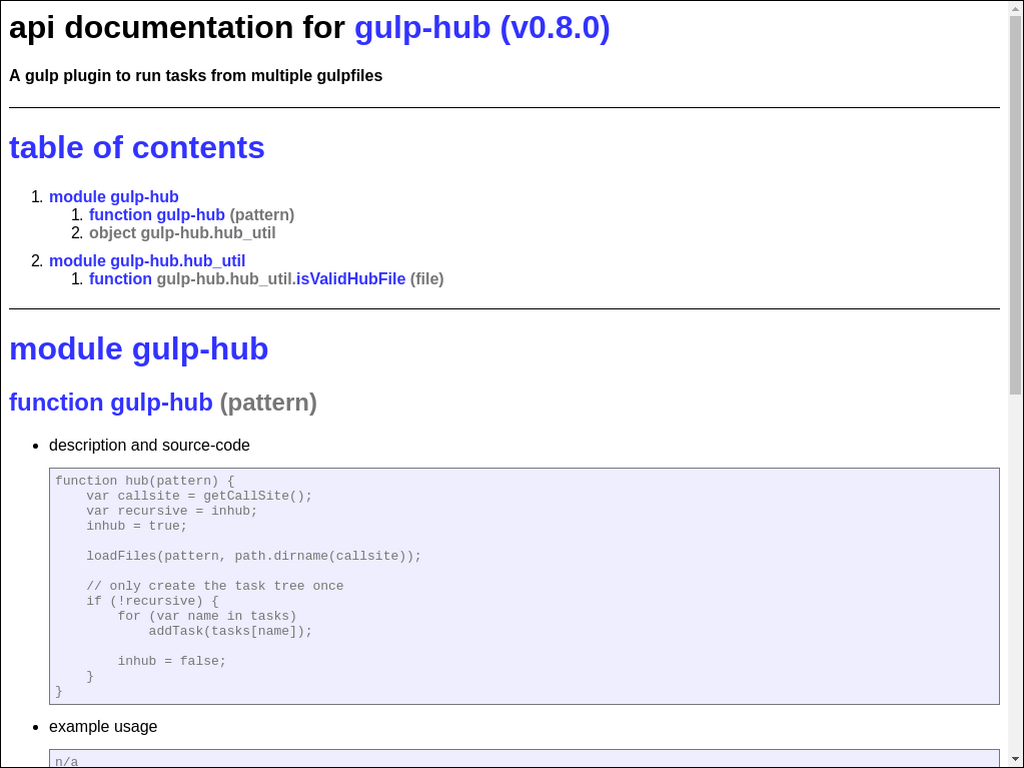 api documentation for gulp-hub (v0.8.0)
A gulp plugin to run tasks from multiple gulpfiles
table of contents
1. module gulp-hub
1. function gulp-hub (pattern)
2. object gulp-hub.hub_util
2. module gulp-hub.hub_util
1. function gulp-hub.hub_util.isValidHubFile (file)
module gulp-hub
function gulp-hub (pattern)
• description and source-code
function hub(pattern) {
    var callsite = getCallSite();
    var recursive = inhub;
    inhub = true;

    loadFiles(pattern, path.dirname(callsite));

    // only create the task tree once
    if (!recursive) {
        for (var name in tasks)
            addTask(tasks[name]);

        inhub = false;
    }
}
• example usage
n/a